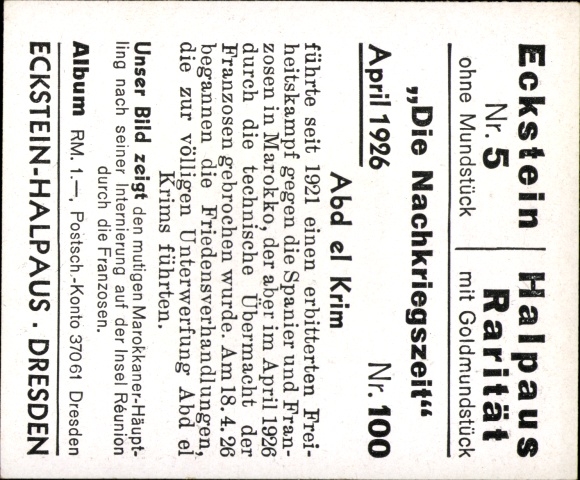 Eckstein
Nr. 5
ohne Mundstück
Halpaus
Rarität
mit Goldmundstück
„Die Nachkriegszeit“
April 1926 Nr. 100
Abd el Krim
führte seit 1921 einen erbitterten Frei-
heitskampf gegen die Spanier und Fran-
zosen in Marokko, der aber im April 1926
durch die technische Übermacht der
Franzosen gebrochen wurde. Am 18. 4. 26
begannen die Friedensverhandlungen,
die zur völligen Unterwerfung Abd el
Krims führten.
Unser Bild zeigt den mutigen Marokkaner-Häupt-
ling nach seiner Internierung auf der Insel Réunion
durch die Franzosen.
Album RM. 1.—, Postsch.-Konto 37061 Dresden
ECKSTEIN-HALPAUS . DRESDEN